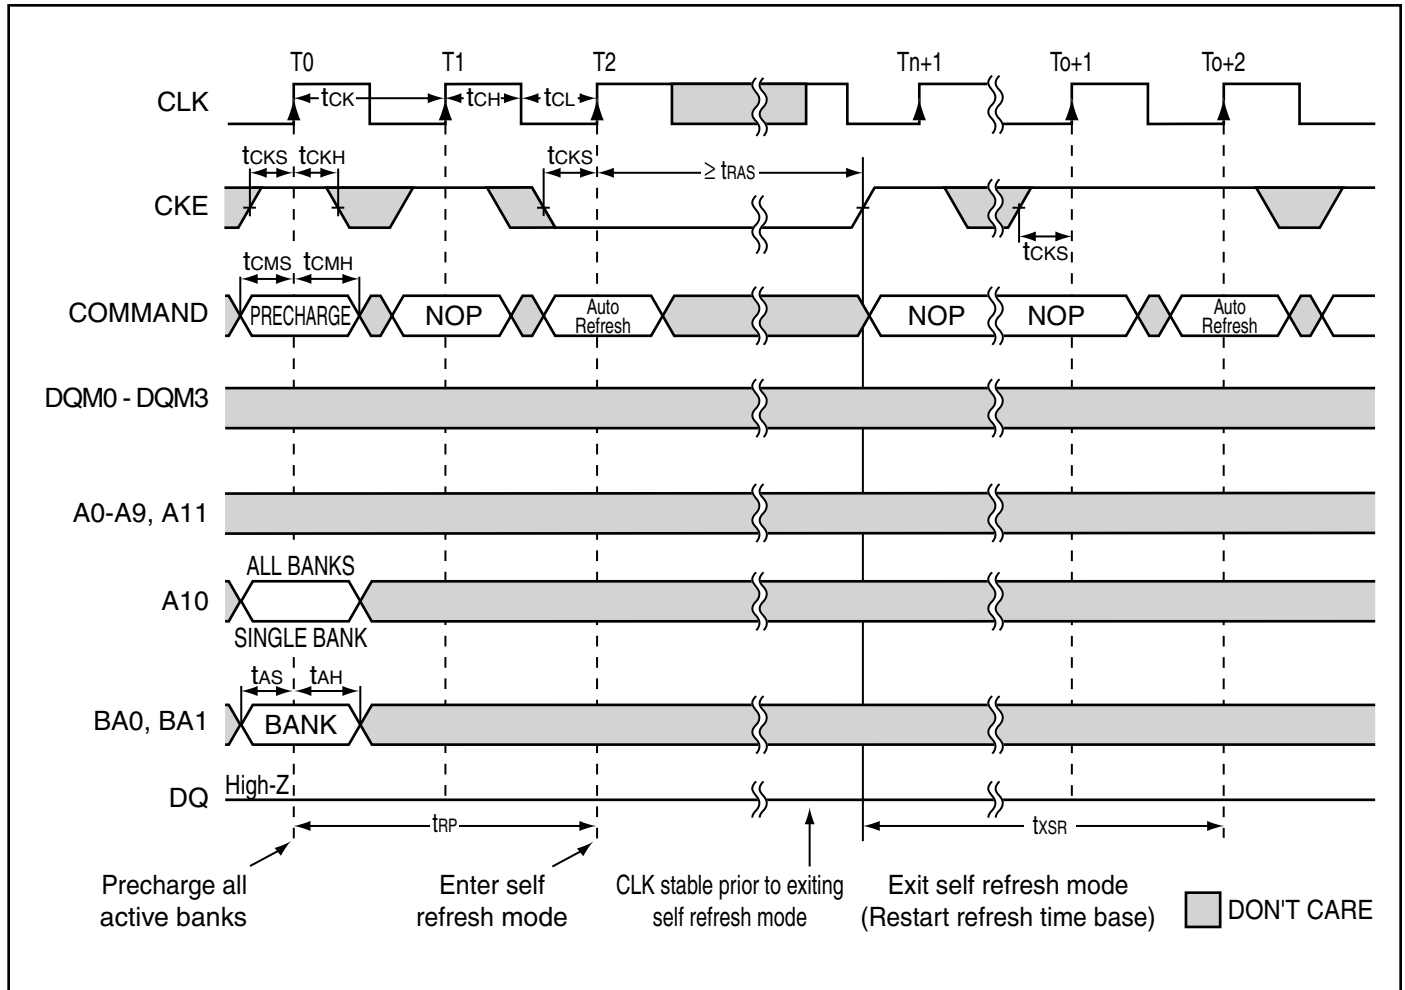 T0 T1 T2 Tn+1 To+1 To+2
CLK tCK tCH tCL
tCKS tCKH tCKS ≥ tRAS
CKE
tCKS
tCMS tCMH
COMMAND PRECHARGE NOP Auto Refresh NOP NOP Auto Refresh
DQM0 - DQM3
A0-A9, A11
ALL BANKS
A10
SINGLE BANK
tAS tAH
BA0, BA1 BANK
DQ High-Z
tRP tXSR
Precharge all
active banks
Enter self
refresh mode
CLK stable prior to exiting
self refresh mode
Exit self refresh mode
(Restart refresh time base)
DON'T CARE